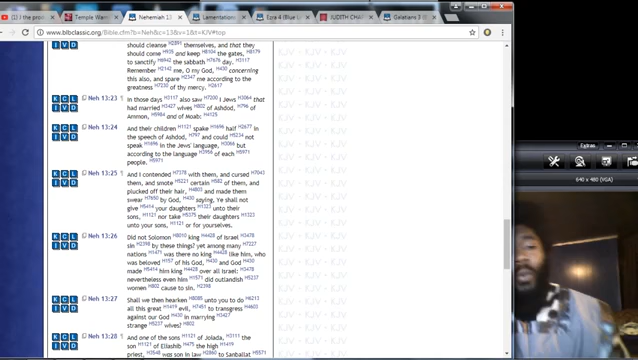 I the pro
Temple War
Nehemiah 13
Lamentations
Ezra 4 (Blue L
JUDITH CHA
Galatians 3 (B
www.blbclassic.org/Bible.cfm?b=Neh&c=13&v=1&t=KJV#top
Extras
640 x 480 (VGA)
should cleanse H2891 themselves, and that they
should come H935 and keep H8104 the gates, H8179
to sanctify H6942 the sabbath H7676 day. H3117
Remember H2142 me, O my God, H430 concerning
this also, and spare H2347 me according to the
greatness H7230 of thy mercy. H2617
K C L
I V D
Neh 13:23
In those days H3117 also saw H7200 I Jews H3064 that
had married H3427 wives H802 of Ashdod, H796 of
Ammon, H5984 and of Moab: H4125
K C L
I V D
Neh 13:24
And their children H1121 spake H1696 half H2677 in
the speech of Ashdod, H797 and could H5234 not
speak H1696 in the Jews' language, H3066 but
according to the language H3956 of each H5971
people. H5971
K C L
I V D
Neh 13:25
And I contended H7378 with them, and cursed H7043
them, and smote H5221 certain H582 of them, and
plucked off their hair, H4803 and made them
swear H7650 by God, H430 saying, Ye shall not
give H5414 your daughters H1323 unto their
sons, H1121 nor take H5375 their daughters H1323
unto your sons, H1121 or for yourselves.
K C L
I V D
Neh 13:26
Did not Solomon H8010 king H4428 of Israel H3478
sin H2398 by these things? yet among many H7227
nations H1471 was there no king H4428 like him, who
was beloved H157 of his God, H430 and God H430
made H5414 him king H4428 over all Israel: H3478
nevertheless even him H1571 did outlandish
women H802 cause to sin. H2398
K C L
I V D
Neh 13:27
Shall we then hearken H8085 unto you to do H6213
all this great H1419 evil, H7451 to transgress H4603
against our God H430 in marrying H3427
strange H5237 wives? H802
K C L
I V D
Neh 13:28
And one of the sons H1121 of Joiada, H3111 the
son H1121 of Eliashib H475 the high H1419
priest, H3548 was son in law H2860 to Sanballat H5571